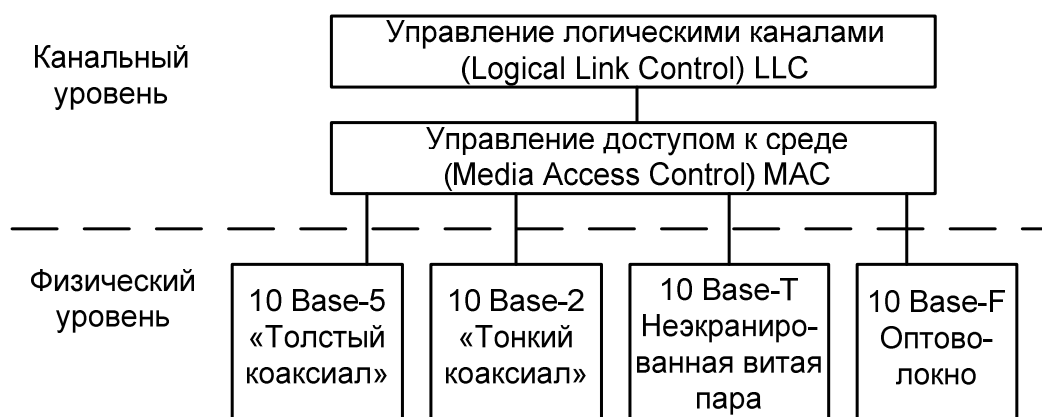 Канальный
уровень
Управление логическими каналами
(Logical Link Control) LLC
Управление доступом к среде
(Media Access Control) MAC
Физический
уровень
10 Base-5
«Толстый
коаксиал»
10 Base-2
«Тонкий
коаксиал»
10 Base-T
Неэкраниро-
ванная витая
пара
10 Base-F
Оптово-
локно